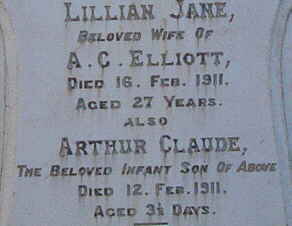 Lillian Jane,
Beloved Wife Of
A. C. Elliott,
Died 16. Feb. 1911.
Aged 27 Years.
also
Arthur Claude,
The Beloved Infant Son Of Above
Died 12. Feb. 1911.
Aged 3½ Days.